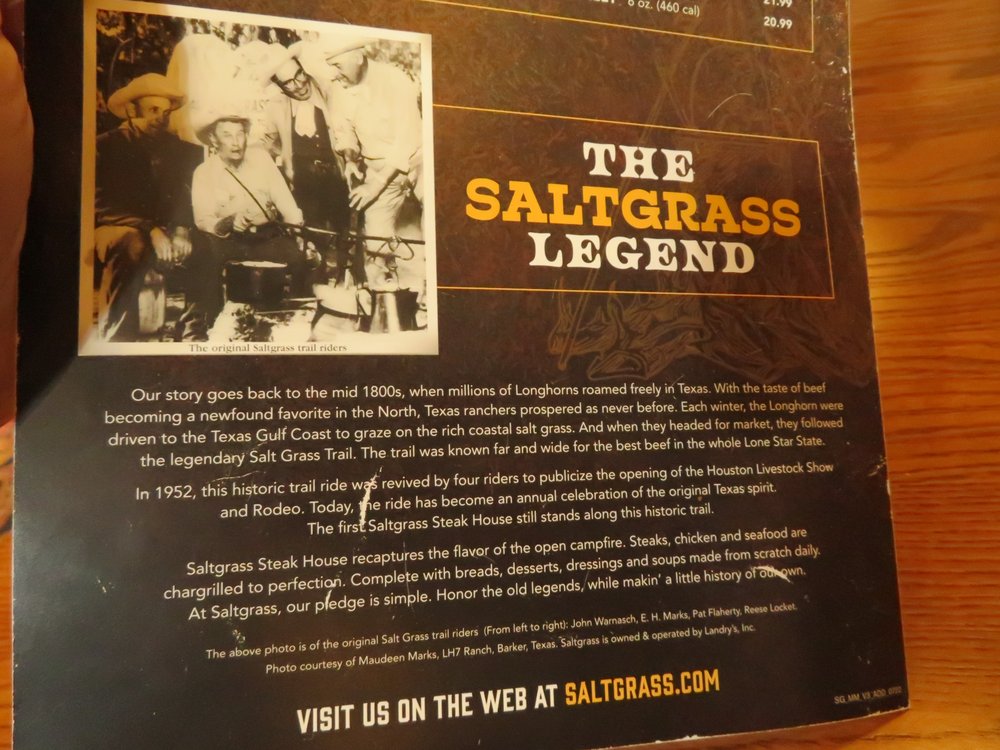 6 oz. (460 cal)
21.99
20.99
The original Saltgrass trail riders
THE
SALTGRASS
LEGEND
Our story goes back to the mid 1800s, when millions of Longhorns roamed freely in Texas. With the taste of beef
becoming a newfound favorite in the North, Texas ranchers prospered as never before. Each winter, the Longhorn were
driven to the Texas Gulf Coast to graze on the rich coastal salt grass. And when they headed for market, they followed
the legendary Salt Grass Trail. The trail was known far and wide for the best beef in the whole Lone Star State.
In 1952, this historic trail ride was revived by four riders to publicize the opening of the Houston Livestock Show
and Rodeo. Today, the ride has become an annual celebration of the original Texas spirit.
The first Saltgrass Steak House still stands along this historic trail.
Saltgrass Steak House recaptures the flavor of the open campfire. Steaks, chicken and seafood are
chargrilled to perfection. Complete with breads, desserts, dressings and soups made from scratch daily.
At Saltgrass, our pledge is simple. Honor the old legends, while makin' a little history of our own.
The above photo is of the original Salt Grass trail riders (From left to right): John Warnasch, E. H. Marks, Pat Flaherty, Reese Locket.
Photo courtesy of Maudeen Marks, LH7 Ranch, Barker, Texas. Saltgrass is owned & operated by Landry's, Inc.
VISIT US ON THE WEB AT SALTGRASS.COM
SG_MM_V3_ADD_0722